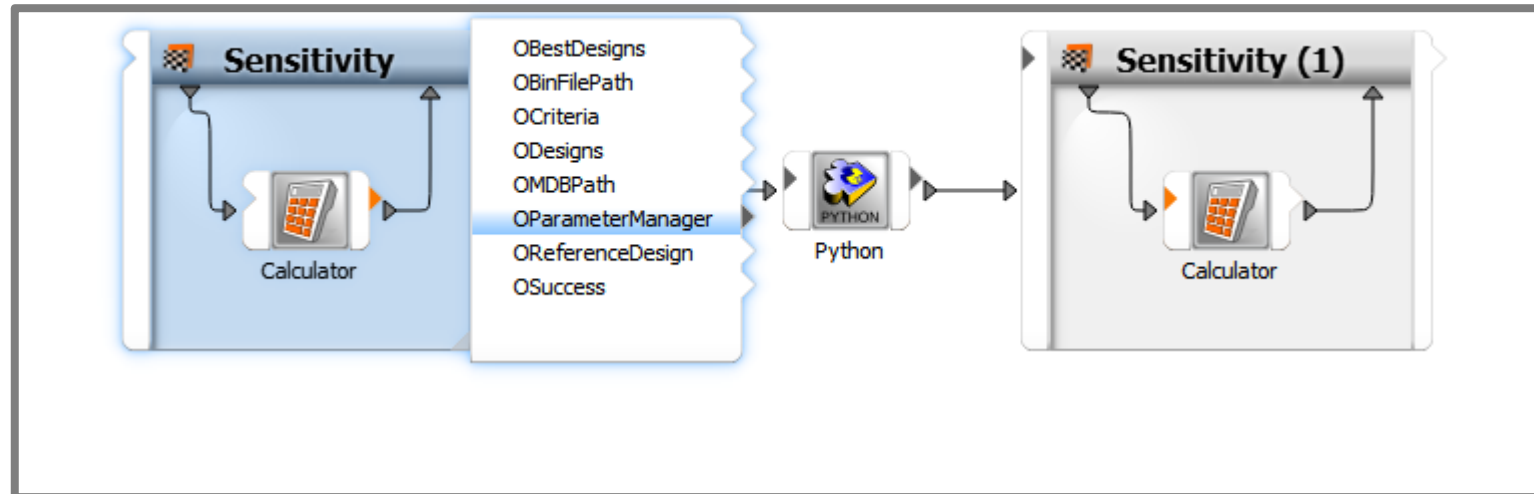 Sensitivity
Calculator
OBestDesigns
OBinFilePath
OCriteria
ODesigns
OMDBPath
OParameterManager
OReferenceDesign
OSuccess
PYTHON
Python
Sensitivity (1)
Calculator